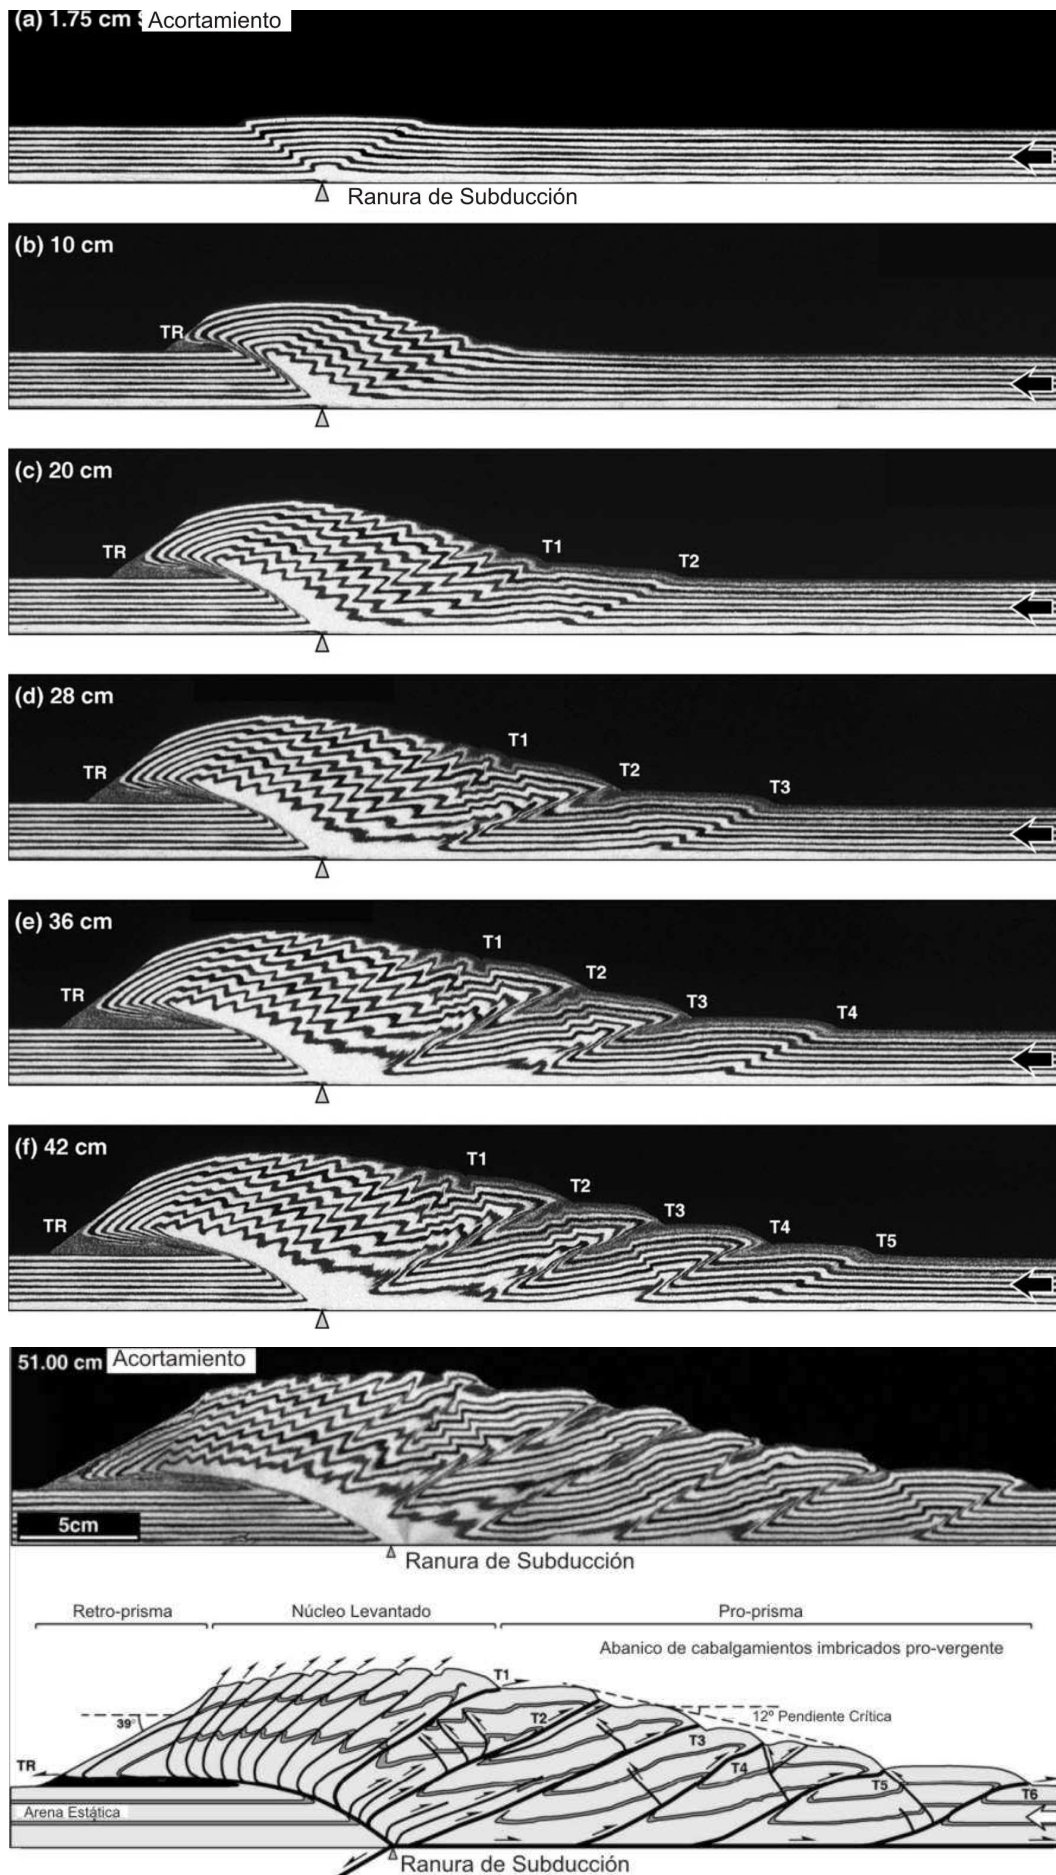 (a) 1.75 cm Acortamiento
Ranura de Subducción
(b) 10 cm
TR
(c) 20 cm
TR T1 T2
(d) 28 cm
TR T1 T2 T3
(e) 36 cm
TR T1 T2 T3 T4
(f) 42 cm
TR T1 T2 T3 T4 T5
51.00 cm Acortamiento
5cm
Ranura de Subducción
Retro-prisma Núcleo Levantado Pro-prisma
Abanico de cabalgamientos imbricados pro-vergente
T1
39° T2 12º Pendiente Crítica
T3
TR T4
T5
T6
Arena Estática
Ranura de Subducción